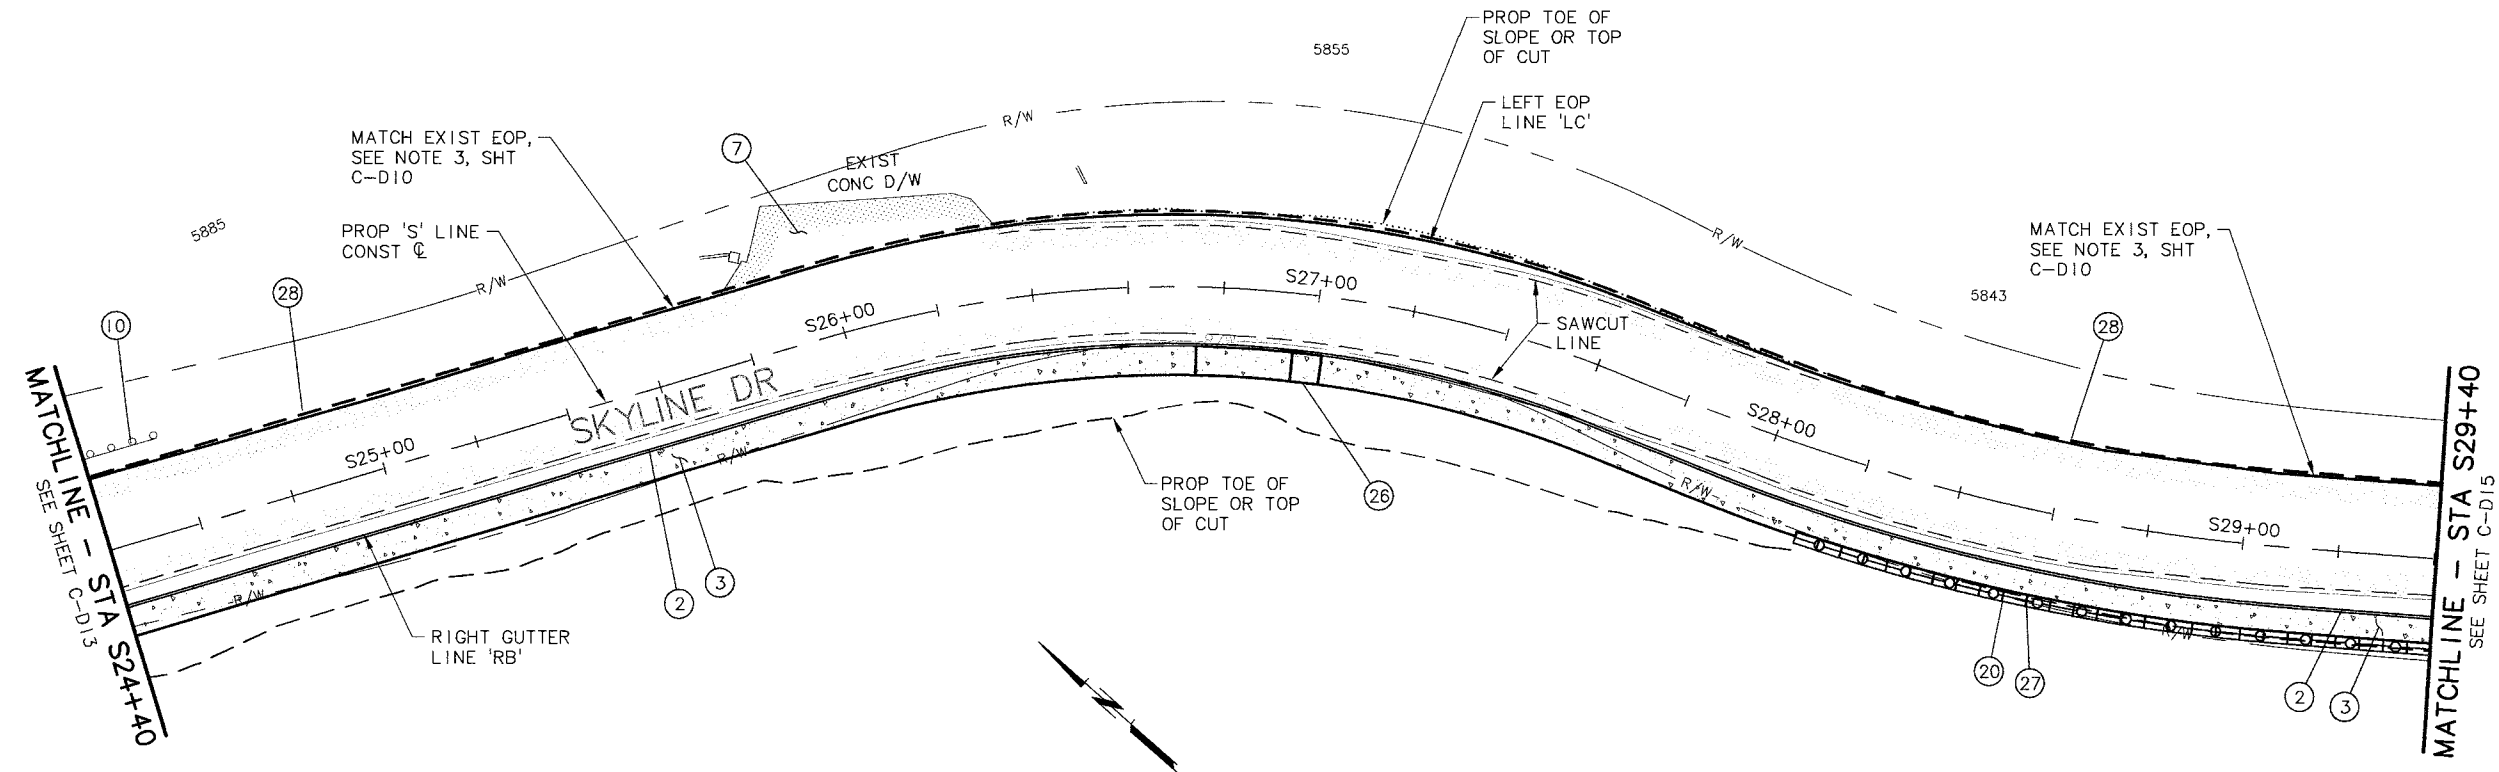 PROP TOE OF
SLOPE OR TOP
OF CUT
5855
LEFT EOP
LINE 'LC'
MATCH EXIST EOP,
SEE NOTE 3, SHT
C-D10
7
EXIST
CONC D/W
R/W
5885
PROP 'S' LINE
CONST ℄
R/W
28
10
R/W
MATCH EXIST EOP,
SEE NOTE 3, SHT
C-D10
5843
28
S25+00
S26+00
S27+00
S28+00
S29+00
SKYLINE DR
SAWCUT
LINE
R/W
R/W
R/W
R/W
MATCHLINE - STA S24+40
SEE SHEET C-D13
MATCHLINE - STA S29+40
SEE SHEET C-D15
PROP TOE OF
SLOPE OR TOP
OF CUT
26
2
3
RIGHT GUTTER
LINE 'RB'
20
27
2
3
N